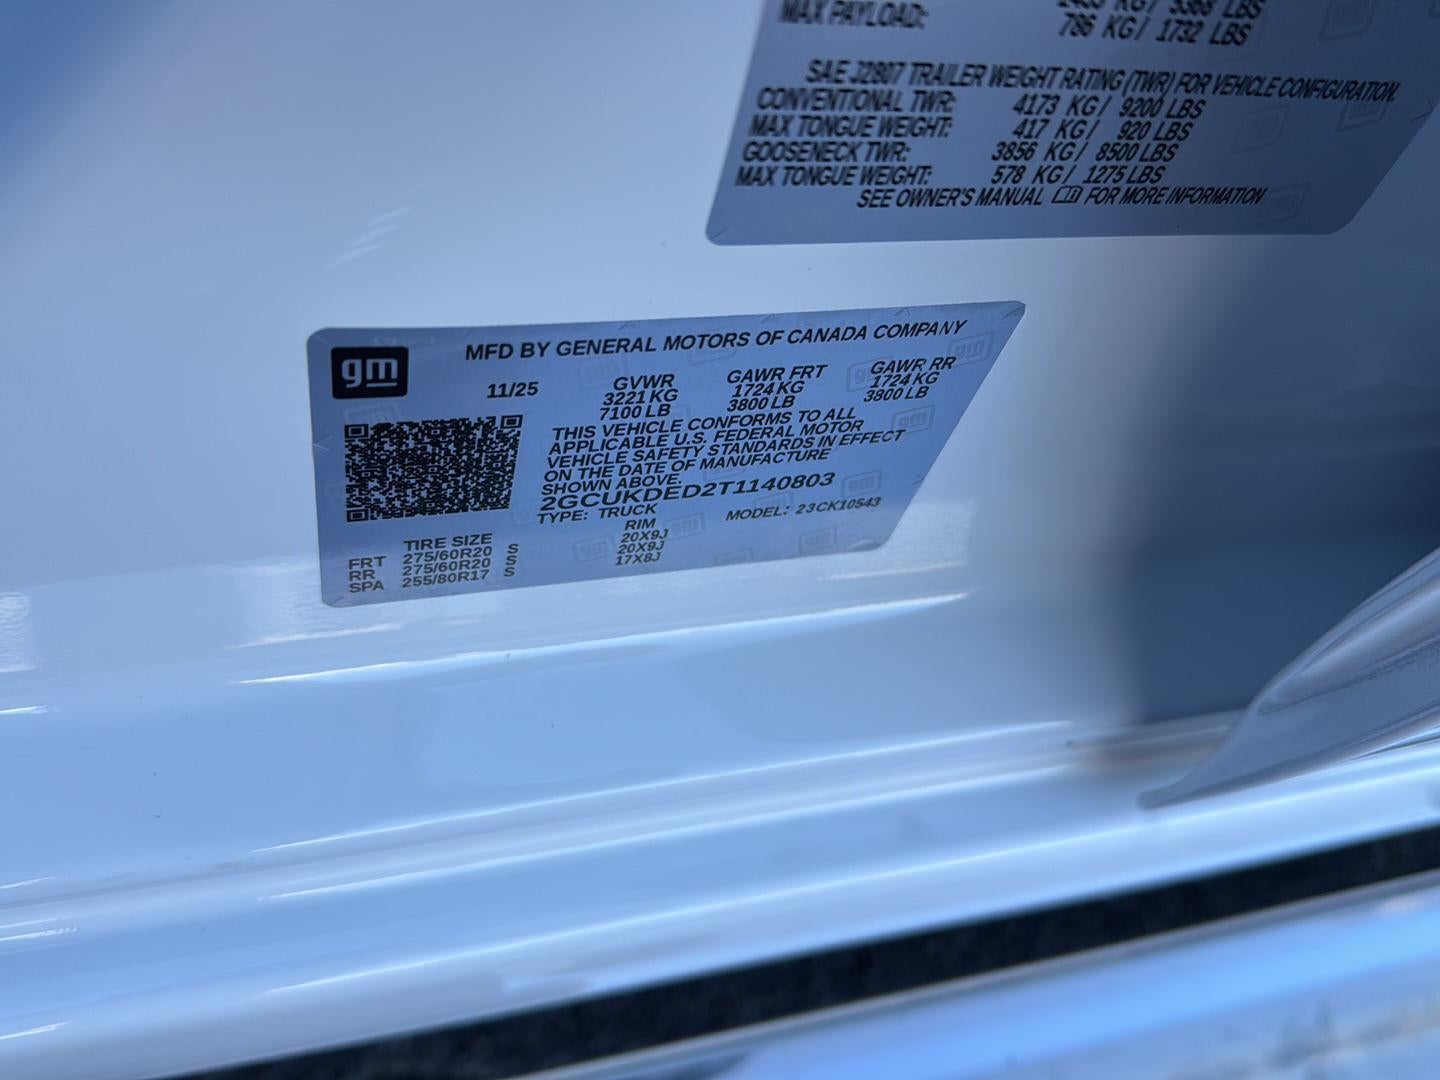 MAX PAYLOAD: 786 KG / 1732 LBS
SAE J2807 TRAILER WEIGHT RATING (TWR) FOR VEHICLE CONFIGURATION.
CONVENTIONAL TWR: 4173 KG / 9200 LBS
MAX TONGUE WEIGHT: 417 KG / 920 LBS
GOOSENECK TWR: 3856 KG / 8500 LBS
MAX TONGUE WEIGHT: 578 KG / 1275 LBS
SEE OWNER'S MANUAL FOR MORE INFORMATION
gm
MFD BY GENERAL MOTORS OF CANADA COMPANY
11/25 GVWR GAWR FRT GAWR RR
3221 KG 1724 KG 1724 KG
7100 LB 3800 LB 3800 LB
THIS VEHICLE CONFORMS TO ALL
APPLICABLE U.S. FEDERAL MOTOR
VEHICLE SAFETY STANDARDS IN EFFECT
ON THE DATE OF MANUFACTURE
SHOWN ABOVE.
2GCUKDED2T1140803
TYPE: TRUCK MODEL: 23CK10543
TIRE SIZE RIM
FRT 275/60R20 S 20X9J
RR 275/60R20 S 20X9J
SPA 255/80R17 S 17X8J